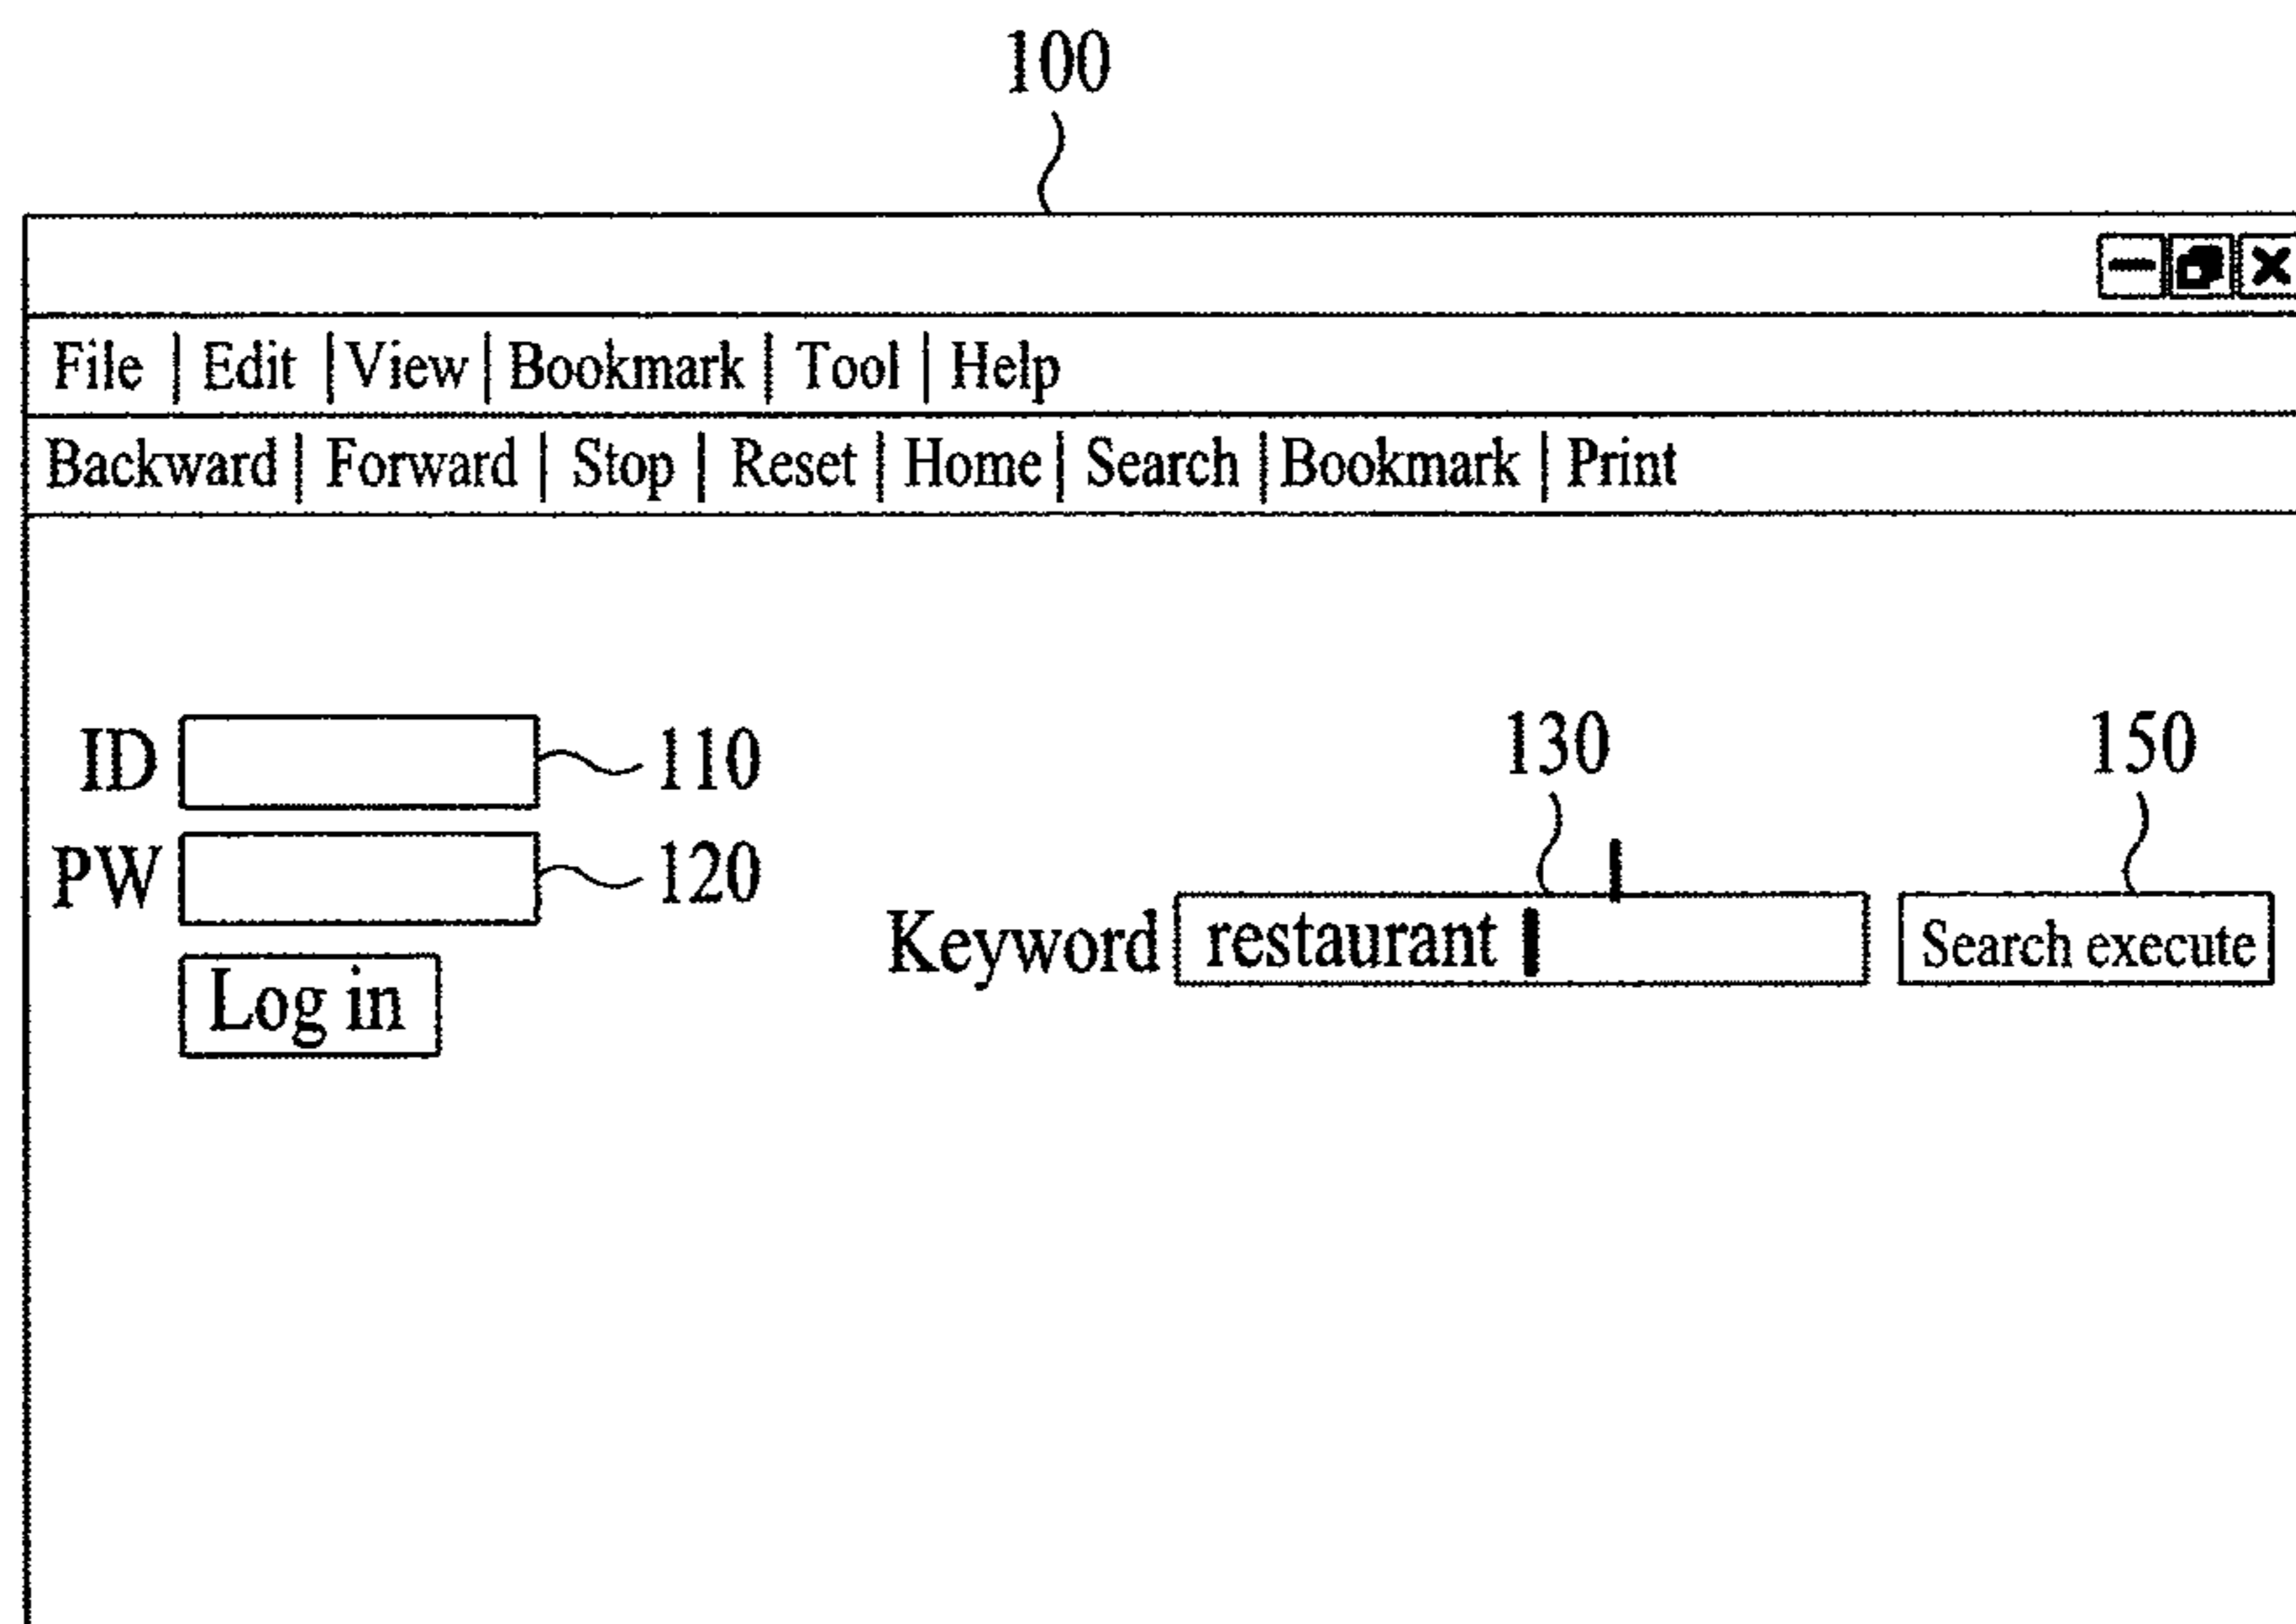 100
File | Edit | View | Bookmark | Tool | Help
Backward | Forward | Stop | Reset | Home | Search | Bookmark | Print
ID 110 130 150
PW 120
Keyword restaurant Search execute
Log in